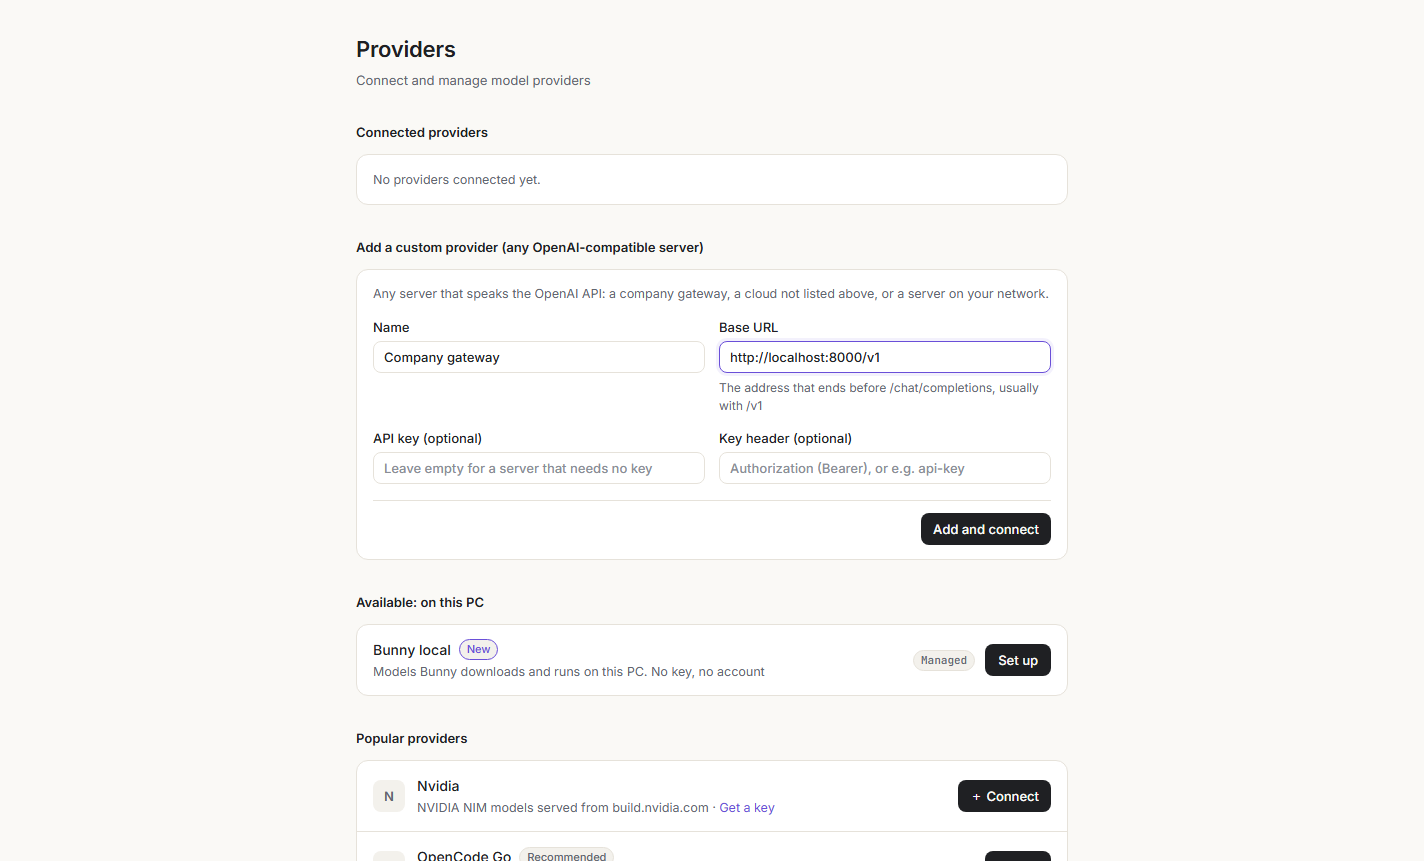 Providers
Connect and manage model providers
Connected providers
No providers connected yet.
Add a custom provider (any OpenAI-compatible server)
Any server that speaks the OpenAI API: a company gateway, a cloud not listed above, or a server on your network.
Name
Base URL
Company gateway
http://localhost:8000/v1
The address that ends before /chat/completions, usually
with /v1
API key (optional)
Key header (optional)
Leave empty for a server that needs no key
Authorization (Bearer), or e.g. api-key
Add and connect
Available: on this PC
Bunny local New
Models Bunny downloads and runs on this PC. No key, no account
Managed
Set up
Popular providers
N
Nvidia
NVIDIA NIM models served from build.nvidia.com · Get a key
+ Connect
OpenCode Go Recommended